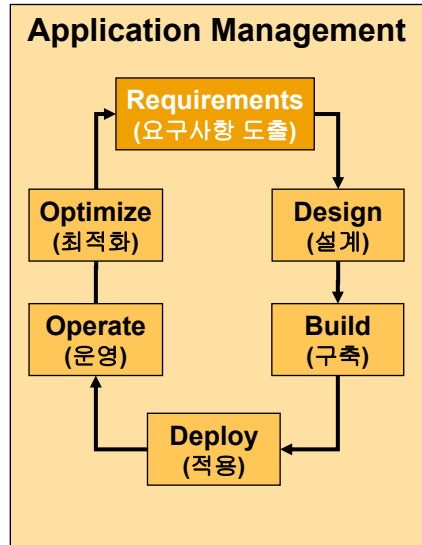 Application Management
Requirements
(요구사항 도출)
Optimize
(최적화)
Design
(설계)
Operate
(운영)
Build
(구축)
Deploy
(적용)